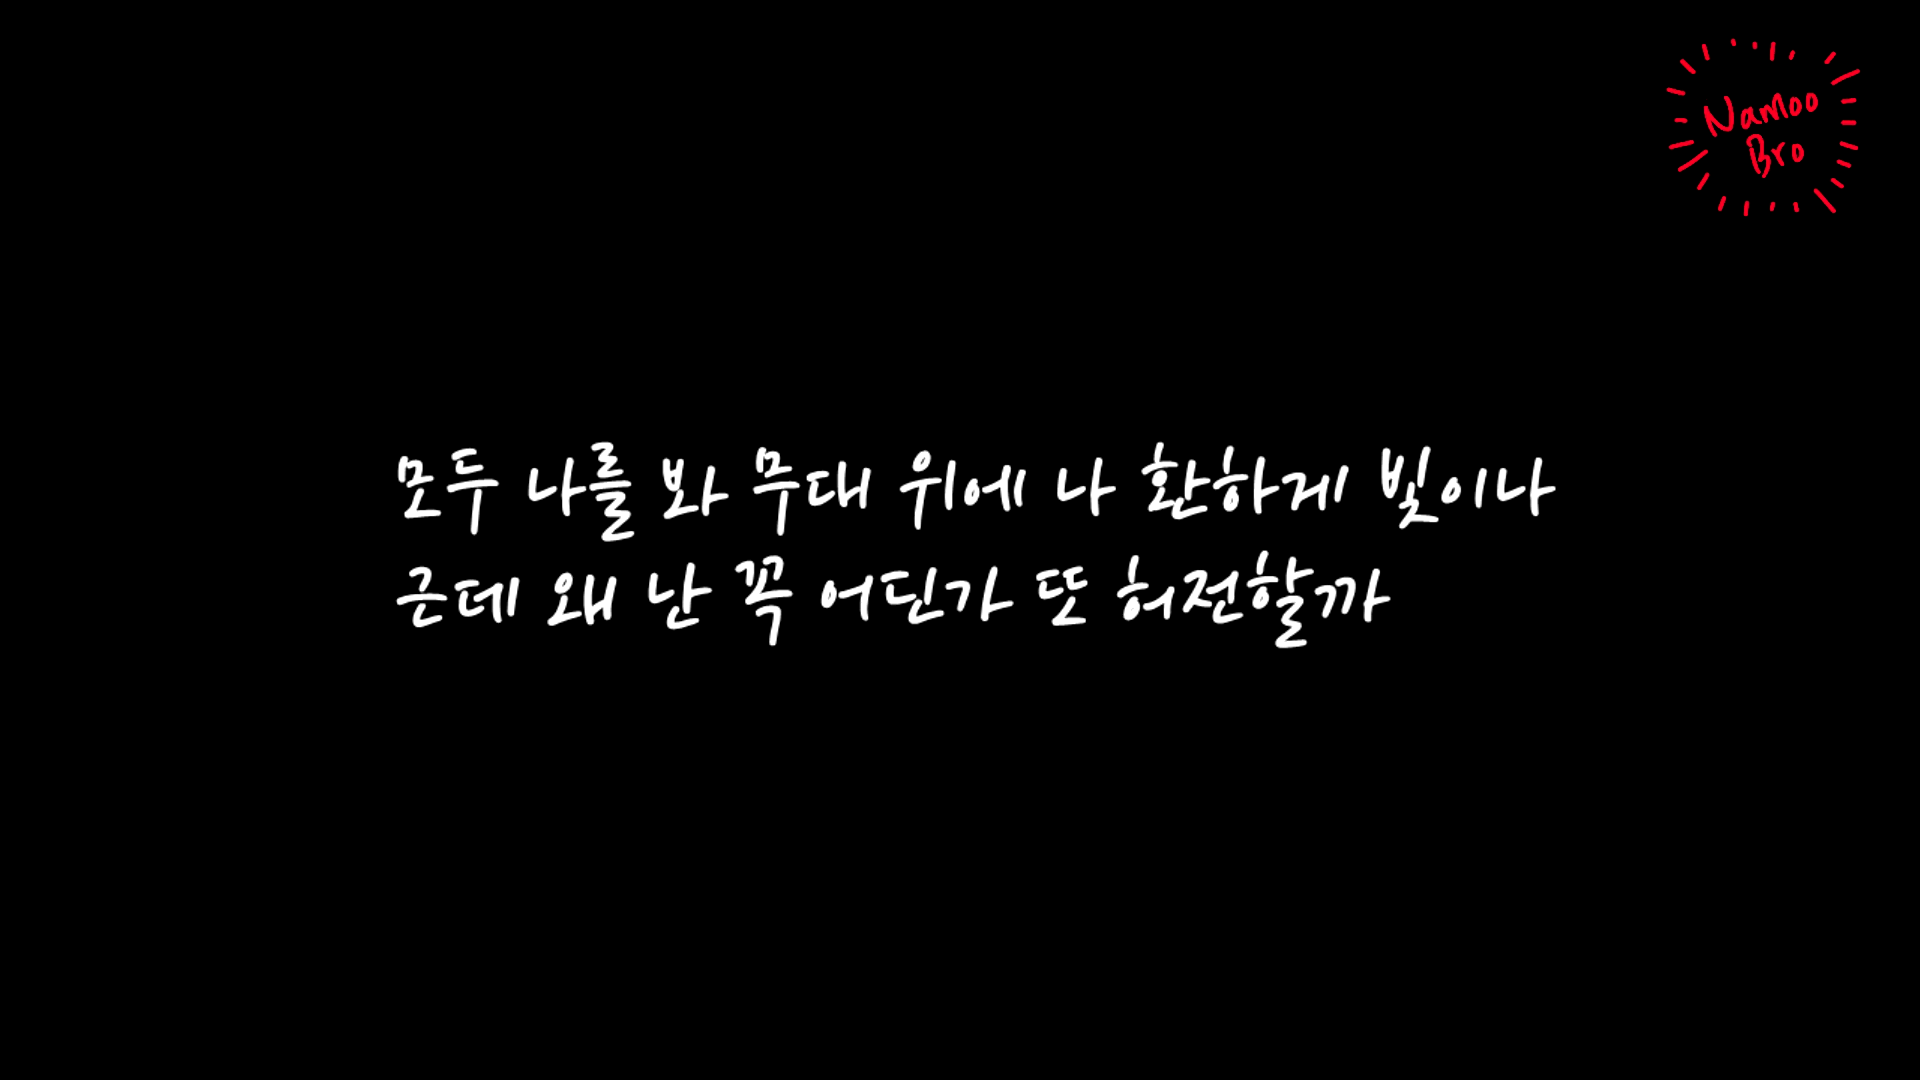 Namoo
Bro
모두 나를 봐 무대 위에 나 환하게 빛이나
근데 왜 난 꼭 어딘가 또 허전할까